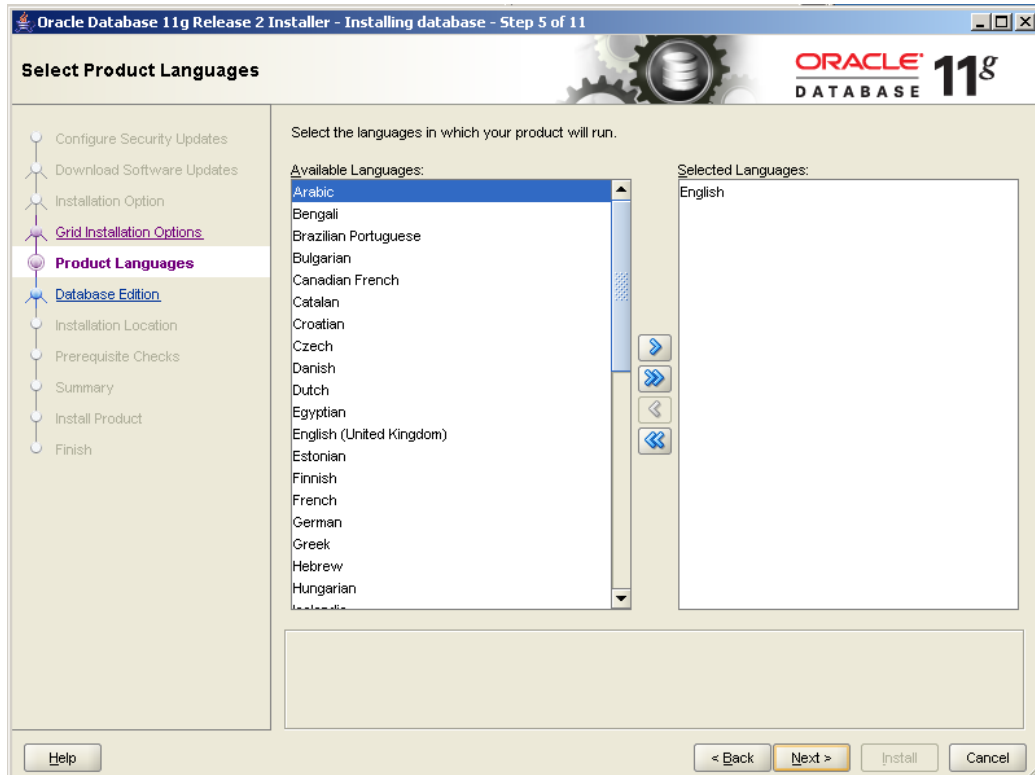 Oracle Database 11g Release 2 Installer - Installing database - Step 5 of 11
Select Product Languages
ORACLE
DATABASE
11g
Configure Security Updates
Download Software Updates
Installation Option
Grid Installation Options
Product Languages
Database Edition
Installation Location
Prerequisite Checks
Summary
Install Product
Finish
Select the languages in which your product will run.
Available Languages:
Arabic
Bengali
Brazilian Portuguese
Bulgarian
Canadian French
Catalan
Croatian
Czech
Danish
Dutch
Egyptian
English (United Kingdom)
Estonian
Finnish
French
German
Greek
Hebrew
Hungarian
Selected Languages:
English
Help
< Back
Next >
Install
Cancel